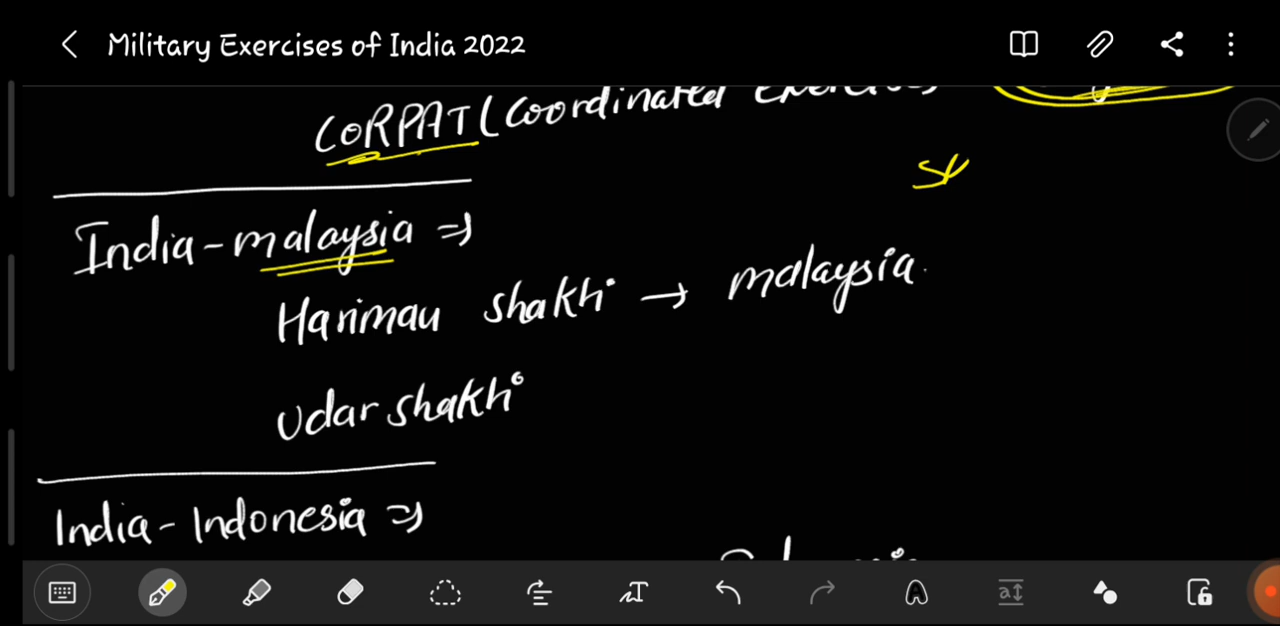 Military Exercises of India 2022
CORPAT (Coordinated
India-malaysia ⇒
Harimau shakti → malaysia.
Udar shakti
India-Indonesia ⇒